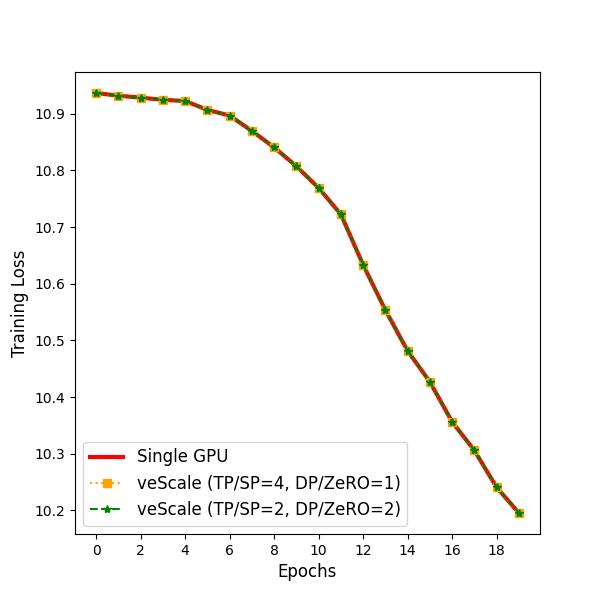 10.9
10.8
10.7
10.6
10.5
10.4
10.3
10.2
Training Loss
Single GPU
veScale (TP/SP=4, DP/ZeRO=1)
veScale (TP/SP=2, DP/ZeRO=2)
0 2 4 6 8 10 12 14 16 18
Epochs